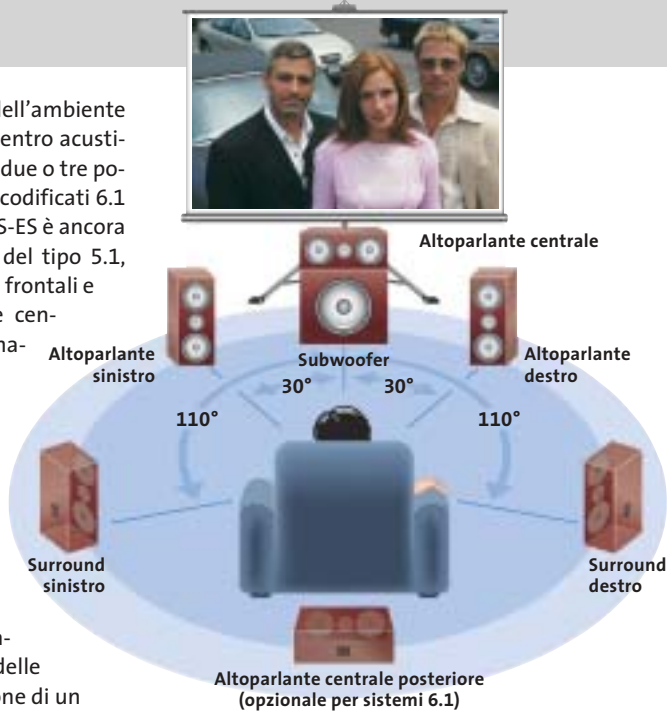 dell'ambiente
entro acusti-
due o tre po-
codificati 6.1
S-ES è ancora
del tipo 5.1,
frontali e
e cen-
na-
Altoparlante centrale
Altoparlante
sinistro
Subwoofer
Altoparlante
destro
30°
30°
110°
110°
Surround
sinistro
Surround
destro
Altoparlante centrale posteriore
(opzionale per sistemi 6.1)
n-
delle
one di un